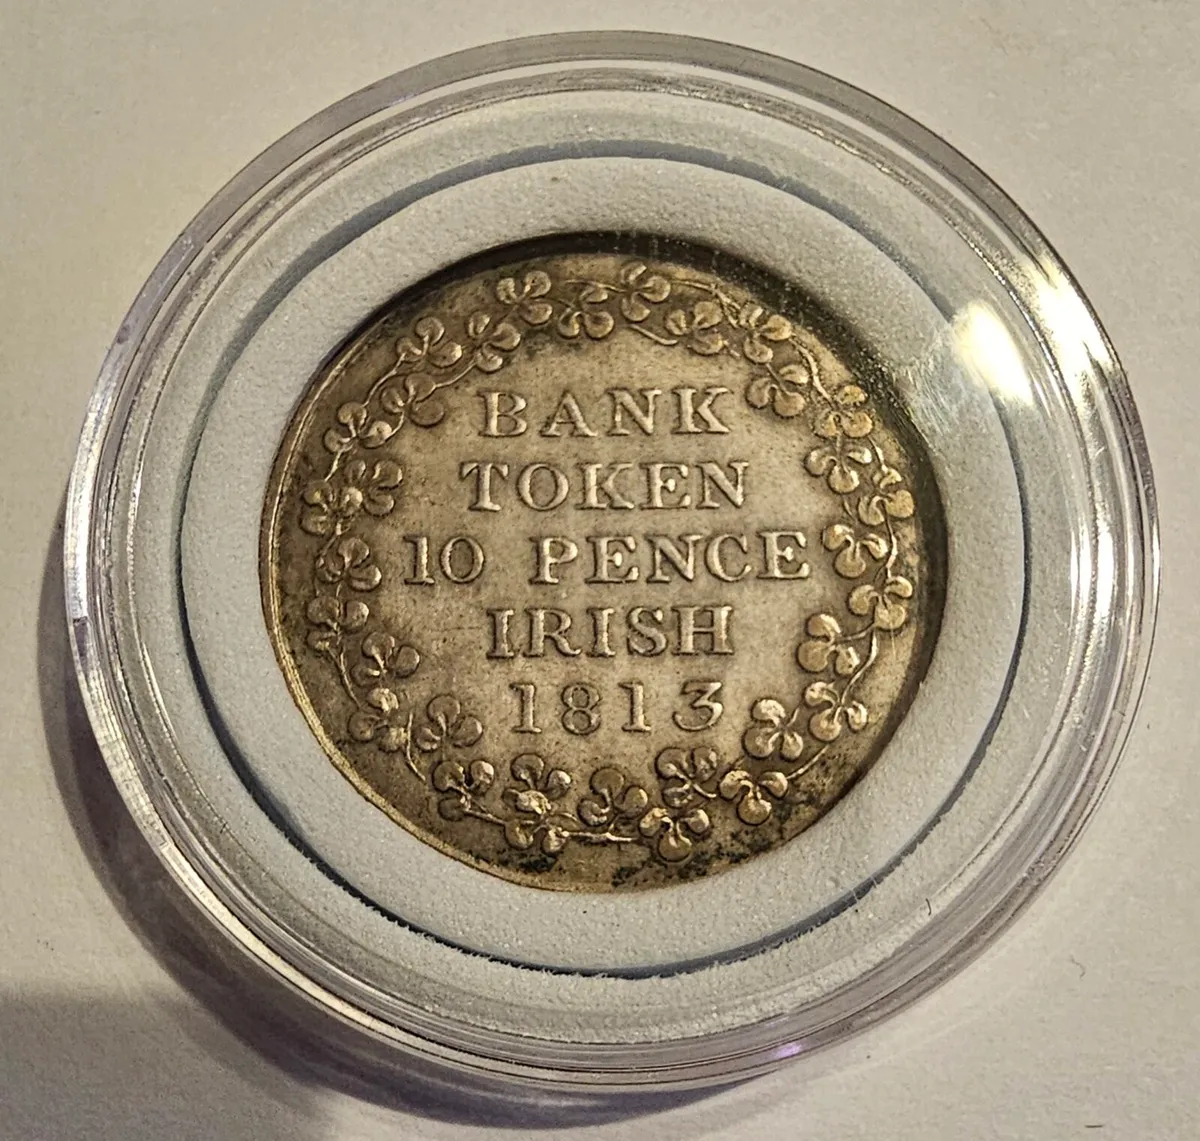 BANK
TOKEN
10 PENCE
IRISH
1813